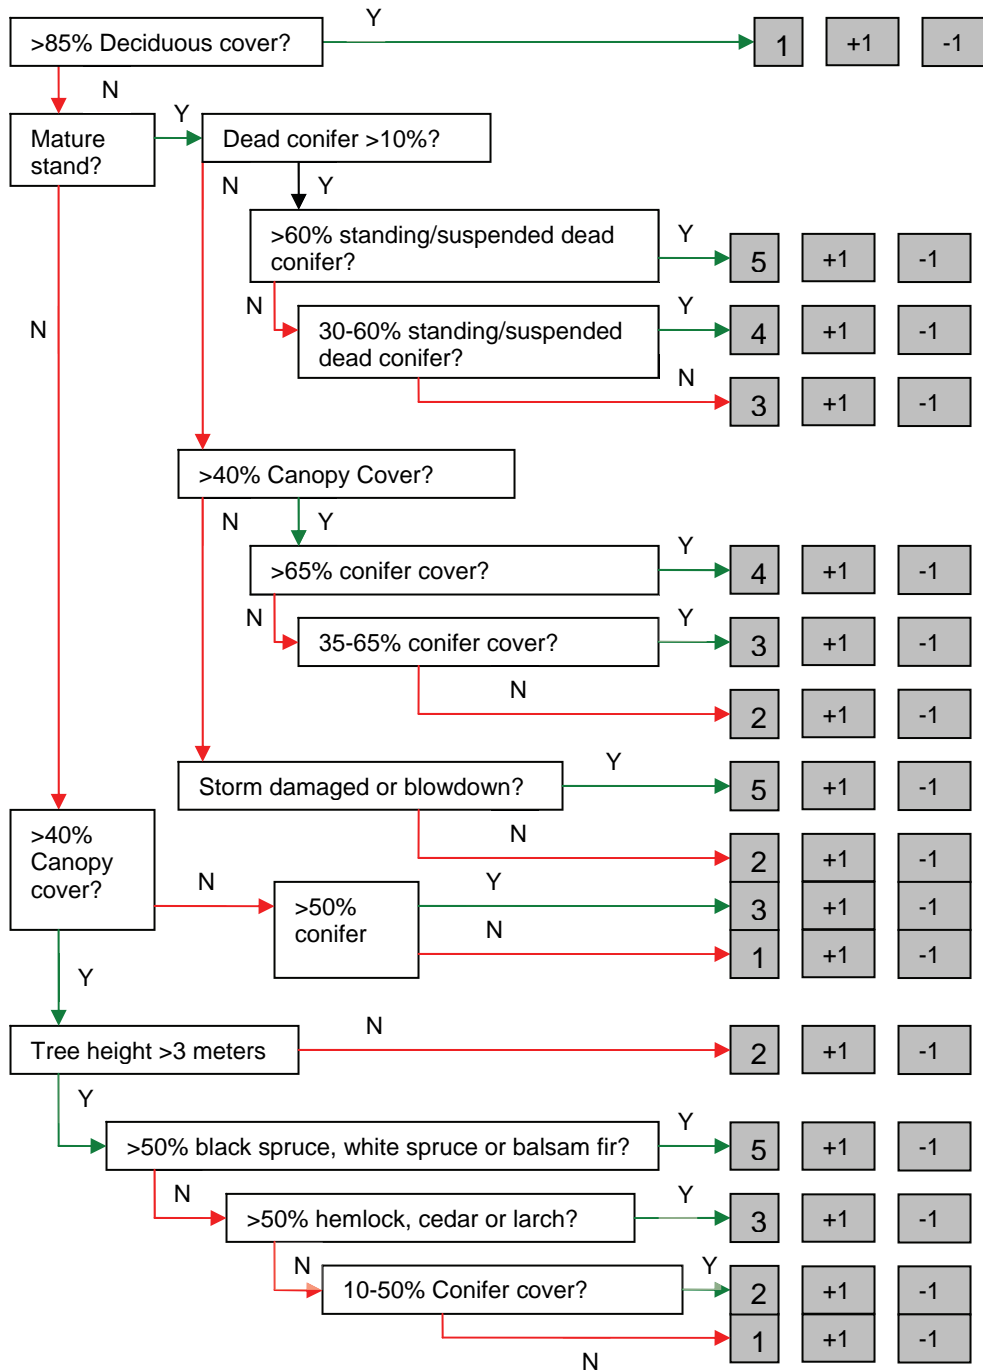 Y
>85% Deciduous cover?
1 +1 -1
N
Y
Mature
stand?
Dead conifer >10%?
N Y
>60% standing/suspended dead
conifer?
Y
5 +1 -1
N
30-60% standing/suspended
dead conifer?
Y
4 +1 -1
N
N
3 +1 -1
>40% Canopy Cover?
N Y
>65% conifer cover?
Y
4 +1 -1
N
35-65% conifer cover?
Y
3 +1 -1
N
2 +1 -1
Storm damaged or blowdown?
Y
5 +1 -1
N
2 +1 -1
>40%
Canopy
cover?
N
>50%
conifer
Y
3 +1 -1
N
1 +1 -1
Y
Tree height >3 meters
N
2 +1 -1
Y
>50% black spruce, white spruce or balsam fir?
Y
5 +1 -1
N
>50% hemlock, cedar or larch?
Y
3 +1 -1
N
10-50% Conifer cover?
Y
2 +1 -1
1 +1 -1
N